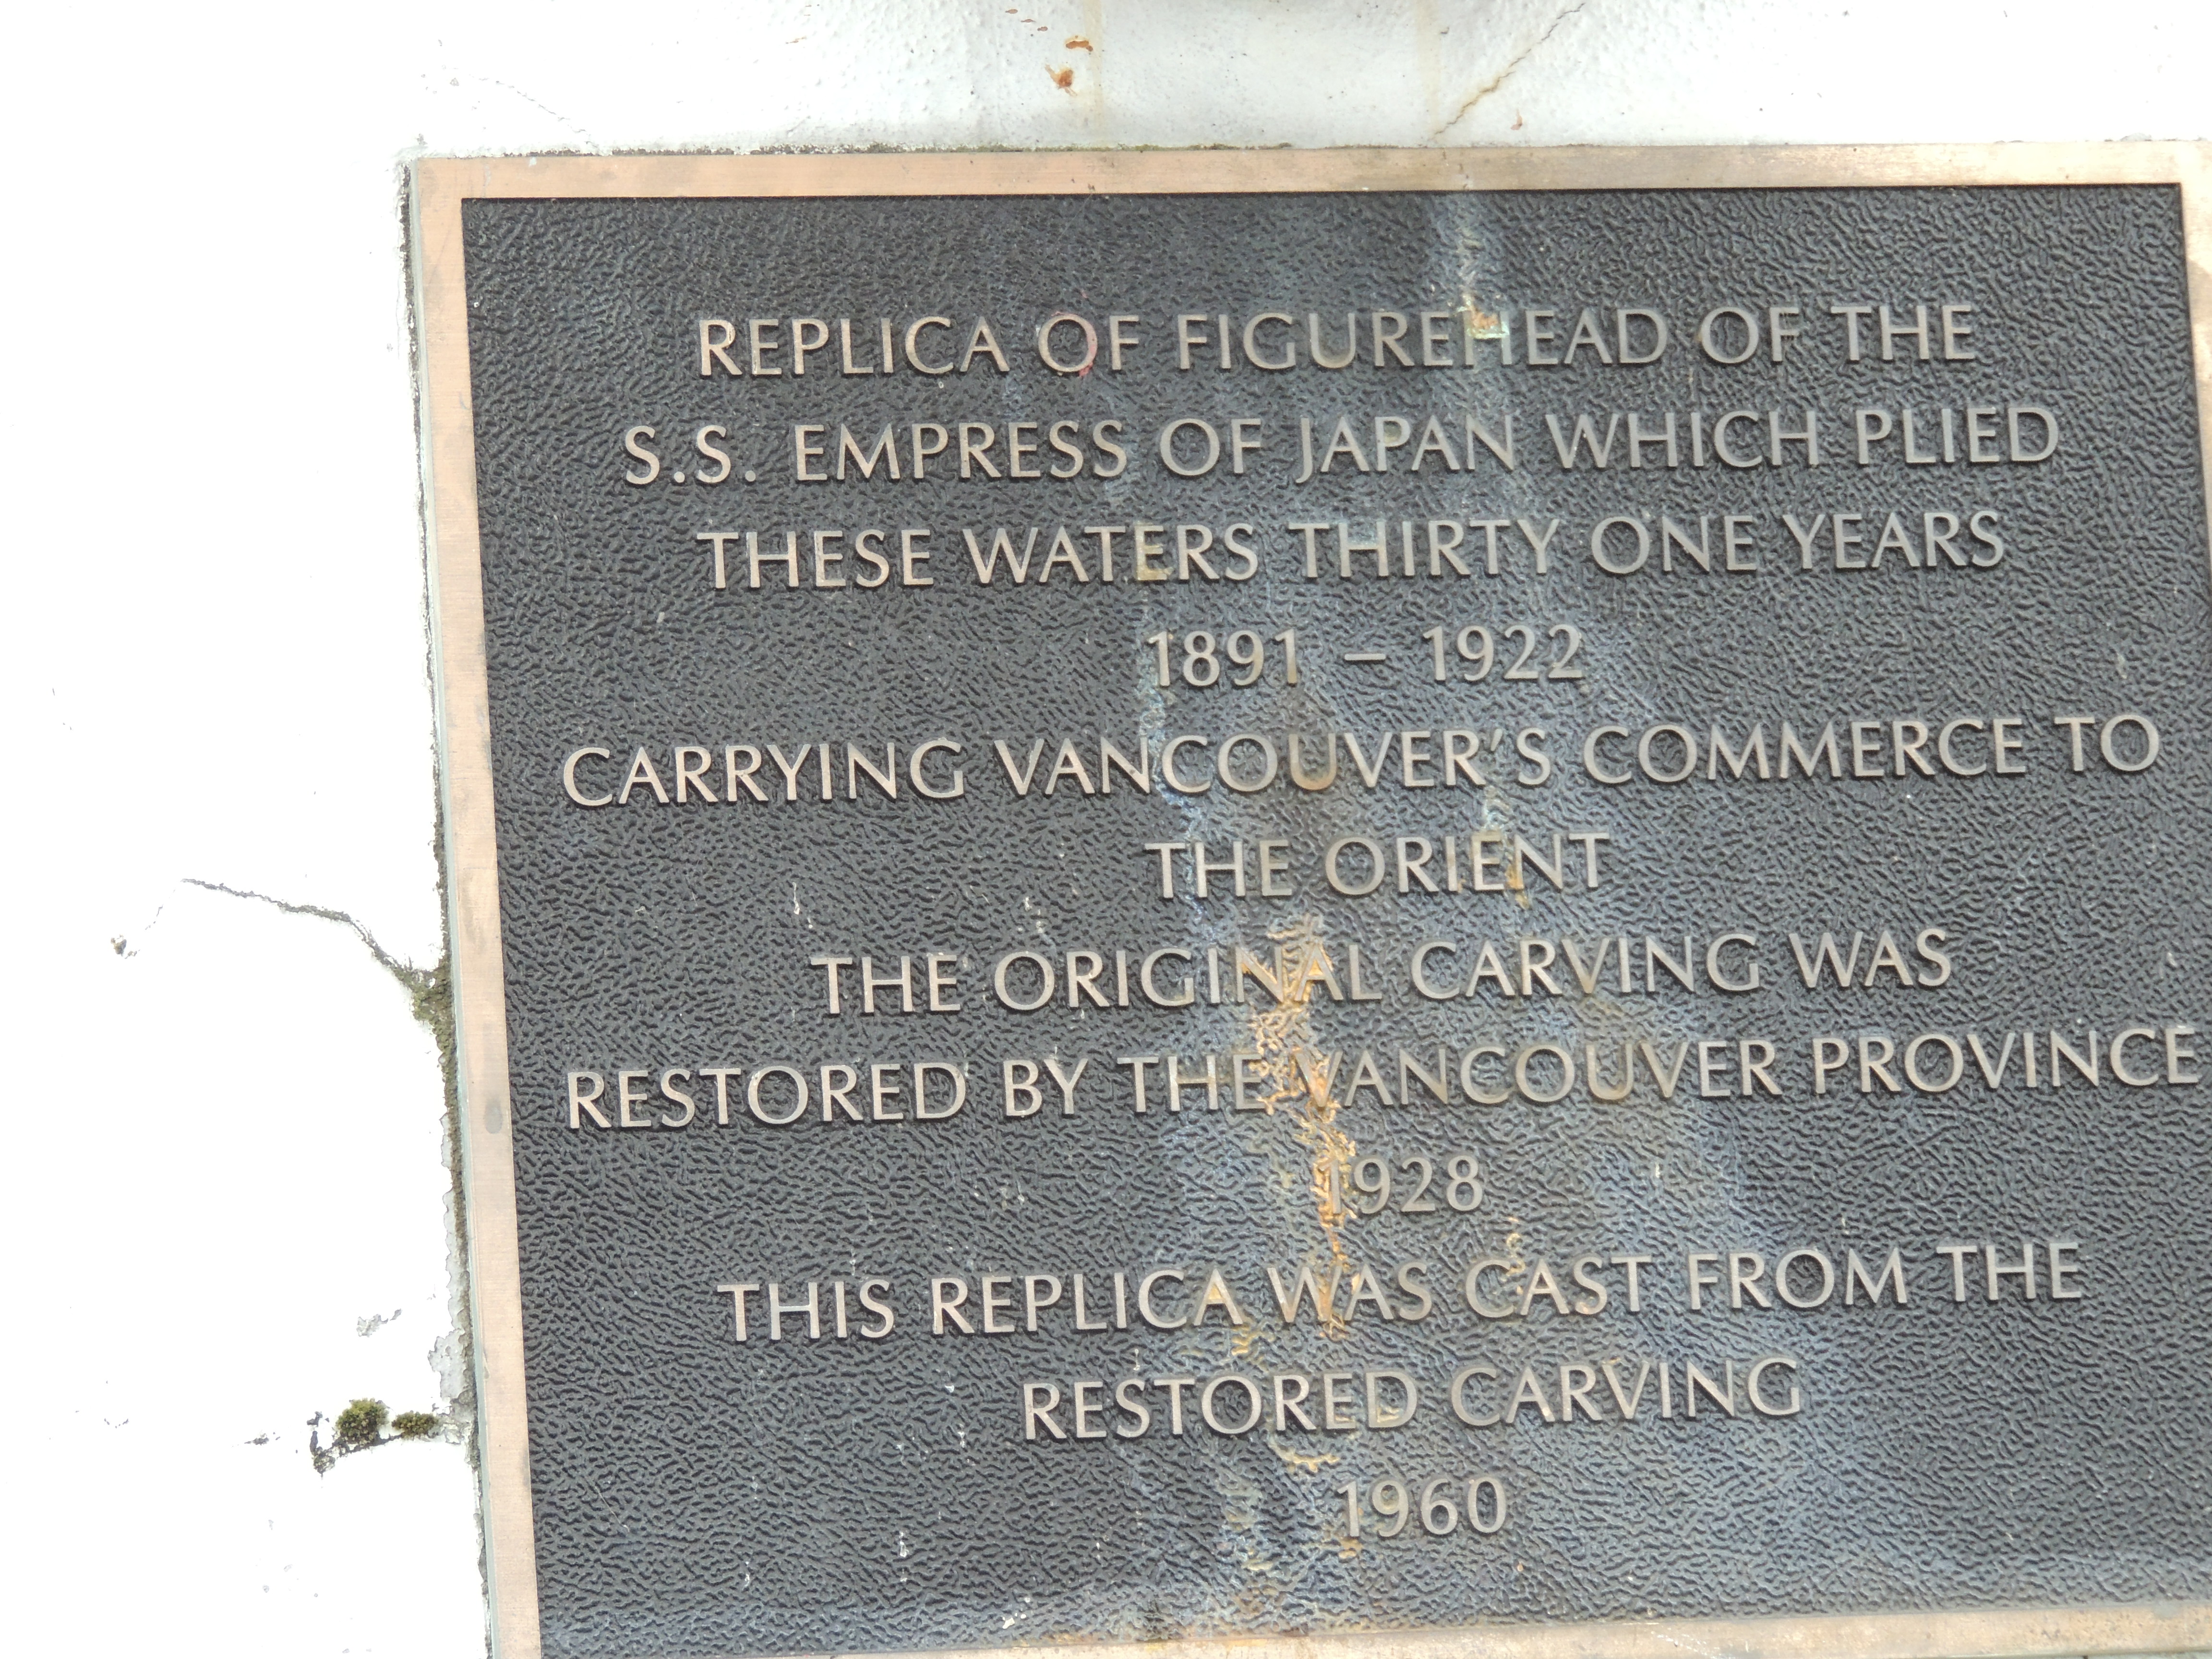 REPLICA OF FIGUREHEAD OF THE
S.S. EMPRESS OF JAPAN WHICH PLIED
THESE WATERS THIRTY ONE YEARS
1891 – 1922
CARRYING VANCOUVER'S COMMERCE TO
THE ORIENT
THE ORIGINAL CARVING WAS
RESTORED BY THE VANCOUVER PROVINCE
1928
THIS REPLICA WAS CAST FROM THE
RESTORED CARVING
1960